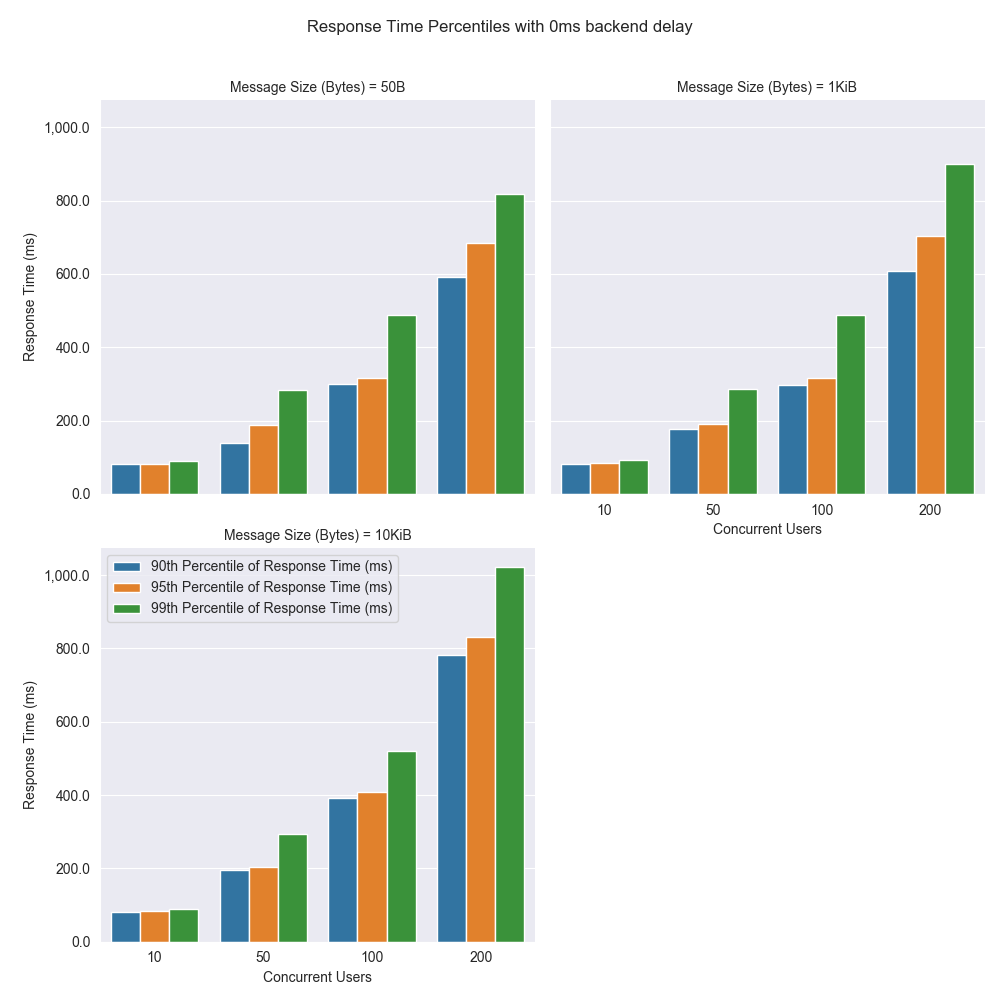 Response Time Percentiles with 0ms backend delay
Message Size (Bytes) = 50B
1,000.0
800.0
600.0
400.0
200.0
0.0
Response Time (ms)
Message Size (Bytes) = 1KiB
10 50 100 200
Concurrent Users
Message Size (Bytes) = 10KiB
90th Percentile of Response Time (ms)
95th Percentile of Response Time (ms)
99th Percentile of Response Time (ms)
1,000.0
800.0
600.0
400.0
200.0
0.0
Response Time (ms)
10 50 100 200
Concurrent Users